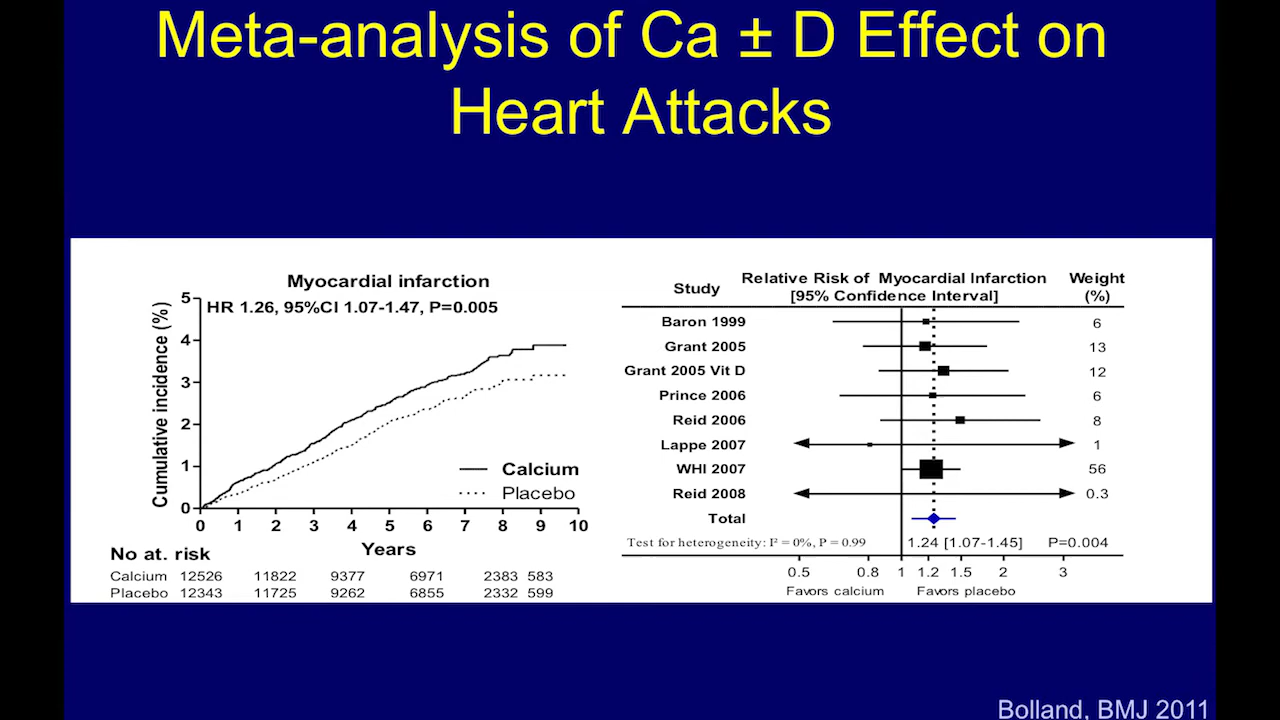 Meta-analysis of Ca ± D Effect on
Heart Attacks
Myocardial infarction
HR 1.26, 95%CI 1.07-1.47, P=0.005
Cumulative incidence (%)
5
4
3
2
1
0
Calcium
Placebo
0 1 2 3 4 5 6 7 8 9 10
Years
No at. risk
Calcium 12526 11822 9377 6971 2383 583
Placebo 12343 11725 9262 6855 2332 599
Study Relative Risk of Myocardial Infarction Weight
[95% Confidence Interval] (%)
Baron 1999 6
Grant 2005 13
Grant 2005 Vit D 12
Prince 2006 6
Reid 2006 8
Lappe 2007 1
WHI 2007 56
Reid 2008 0.3
Total
Test for heterogeneity: I² = 0%, P = 0.99 1.24 [1.07-1.45] P=0.004
0.5 0.8 1 1.2 1.5 2 3
Favors calcium Favors placebo
Bolland, BMJ 2011